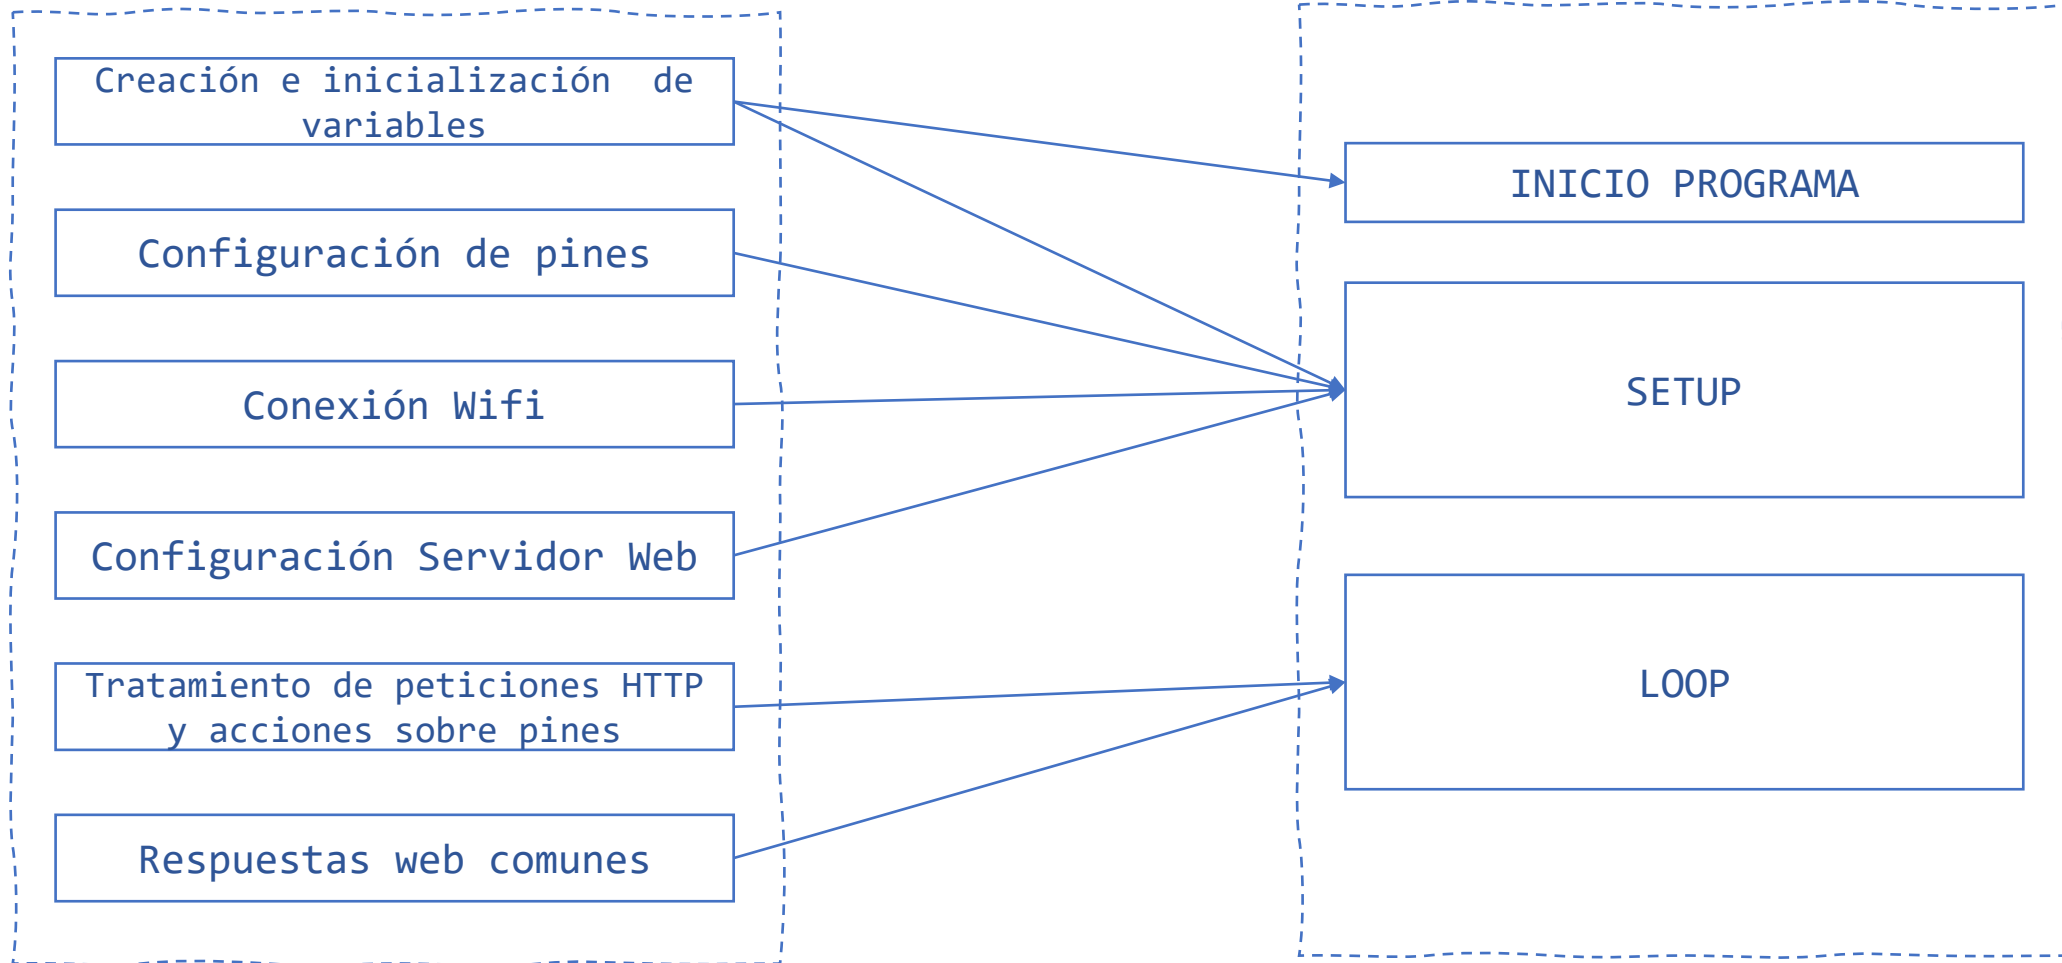 Creación e inicialización  de
variables
Configuración de pines
Conexión Wifi
Configuración Servidor Web
Tratamiento de peticiones HTTP
y acciones sobre pines
Respuestas web comunes
INICIO PROGRAMA
SETUP
LOOP